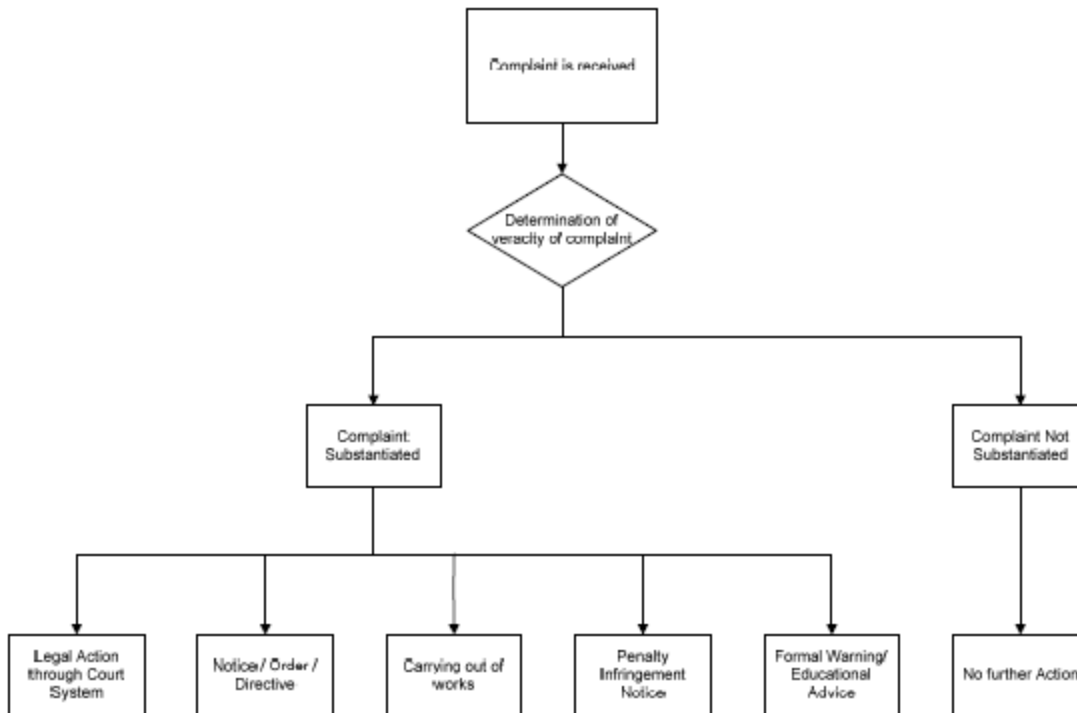 Complaint is received
Determination of
veracity of complaint
Complaint:
Substantiated
Complaint Not
Substantiated
Legal Action
through Court
System
Notice / Order /
Directive
Carrying out of
works
Penalty
Infringement
Notice
Formal Warning/
Educational
Advice
No further Action